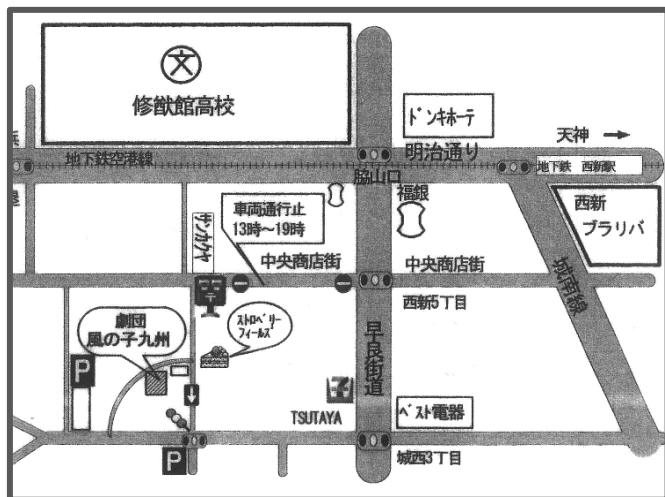 文
修猷館高校
ドンキホーテ
天神 →
地下鉄空港線
明治通り
地下鉄 西新駅
脇山口
福銀
西新
プラリバ
車両通行止
13時～19時
サンカクヤ
中央商店街
中央商店街
城南線
西新5丁目
劇団
風の子九州
ストロベリー
フィールズ
早良街道
P
7
TSUTAYA
ベスト電器
P
城西3丁目